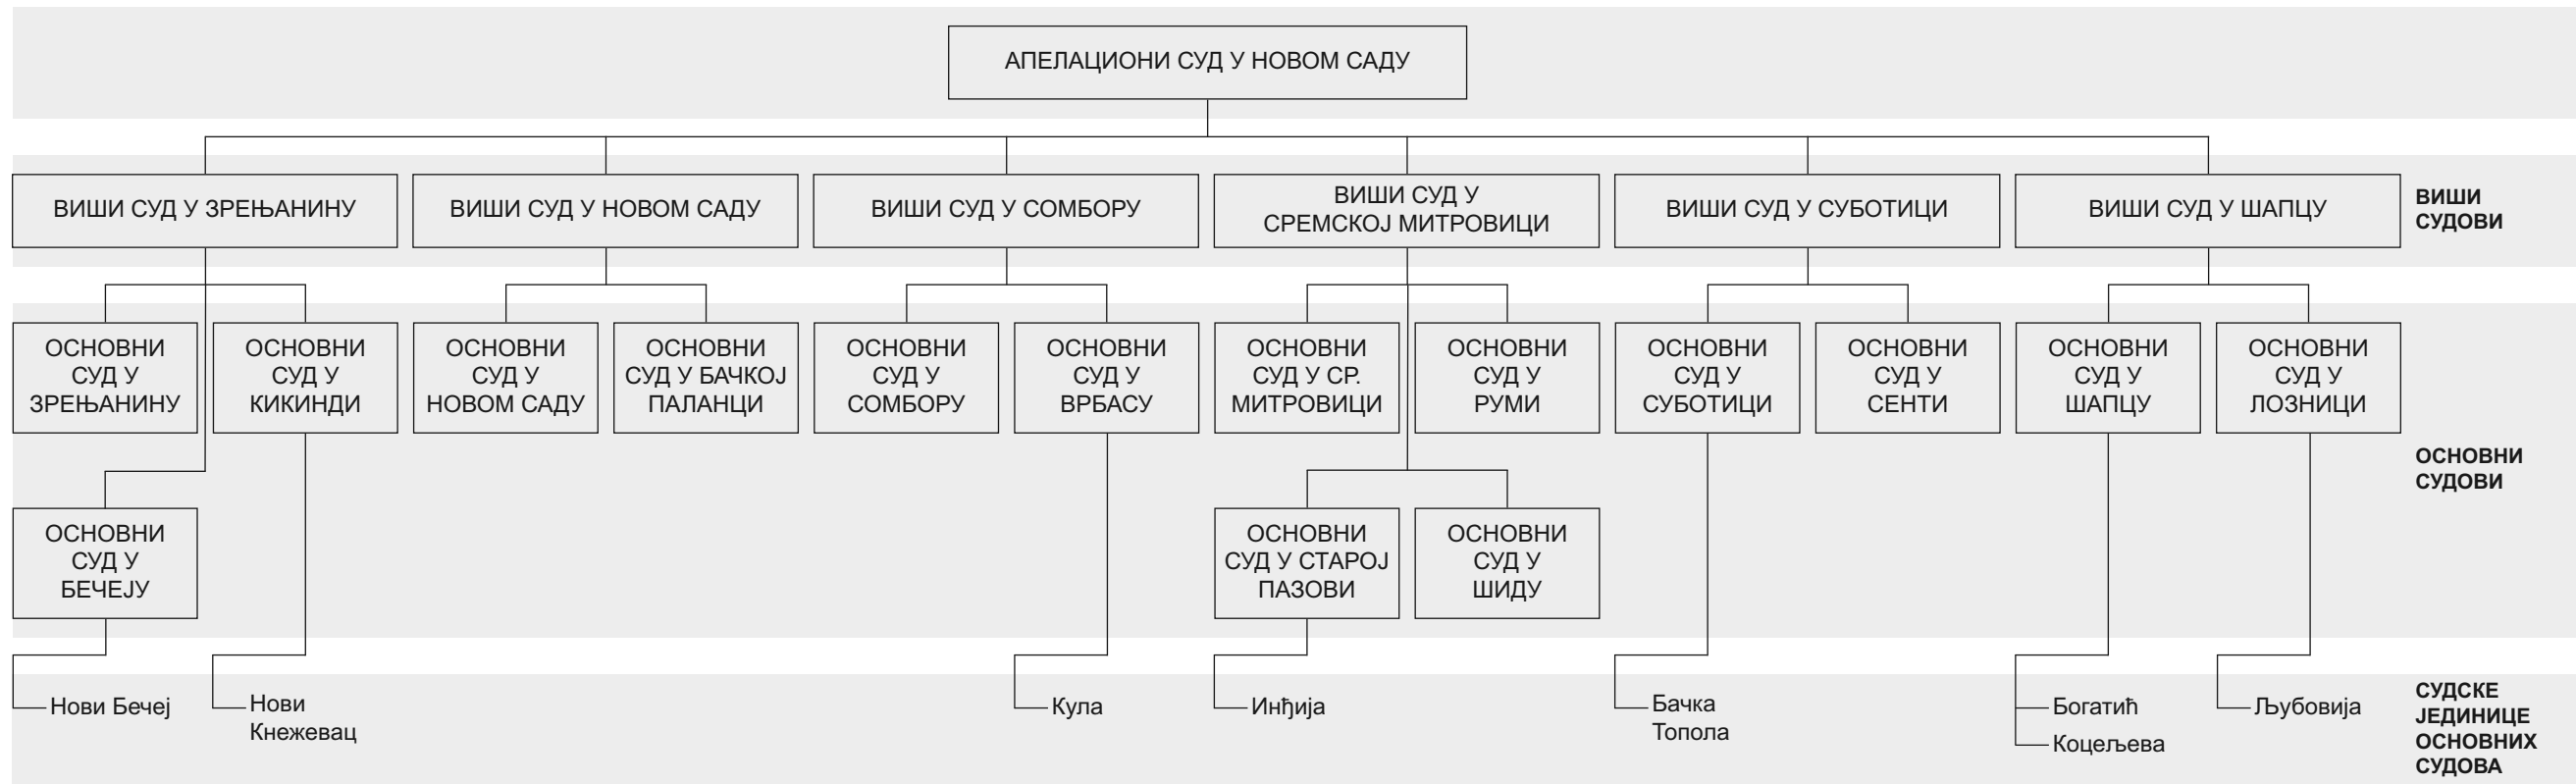 АПЕЛАЦИОНИ СУД У НОВОМ САДУ
ВИШИ СУД У ЗРЕЊАНИНУ
ВИШИ СУД У НОВОМ САДУ
ВИШИ СУД У СОМБОРУ
ВИШИ СУД У
СРЕМСКОЈ МИТРОВИЦИ
ВИШИ СУД У СУБОТИЦИ
ВИШИ СУД У ШАПЦУ
ВИШИ
СУДОВИ
ОСНОВНИ
СУД У
ЗРЕЊАНИНУ
ОСНОВНИ
СУД У
КИКИНДИ
ОСНОВНИ
СУД У
НОВОМ САДУ
ОСНОВНИ
СУД У БАЧКОЈ
ПАЛАНЦИ
ОСНОВНИ
СУД У
СОМБОРУ
ОСНОВНИ
СУД У
ВРБАСУ
ОСНОВНИ
СУД У СР.
МИТРОВИЦИ
ОСНОВНИ
СУД У
РУМИ
ОСНОВНИ
СУД У
СУБОТИЦИ
ОСНОВНИ
СУД У
СЕНТИ
ОСНОВНИ
СУД У
ШАПЦУ
ОСНОВНИ
СУД У
ЛОЗНИЦИ
ОСНОВНИ
СУДОВИ
ОСНОВНИ
СУД У
БЕЧЕЈУ
ОСНОВНИ
СУД У СТАРОЈ
ПАЗОВИ
ОСНОВНИ
СУД У
ШИДУ
Нови Бечеј
Нови
Кнежевац
Кула
Инђија
Бачка
Топола
Богатић
Коцељева
Љубовија
СУДСКЕ
ЈЕДИНИЦЕ
ОСНОВНИХ
СУДОВА